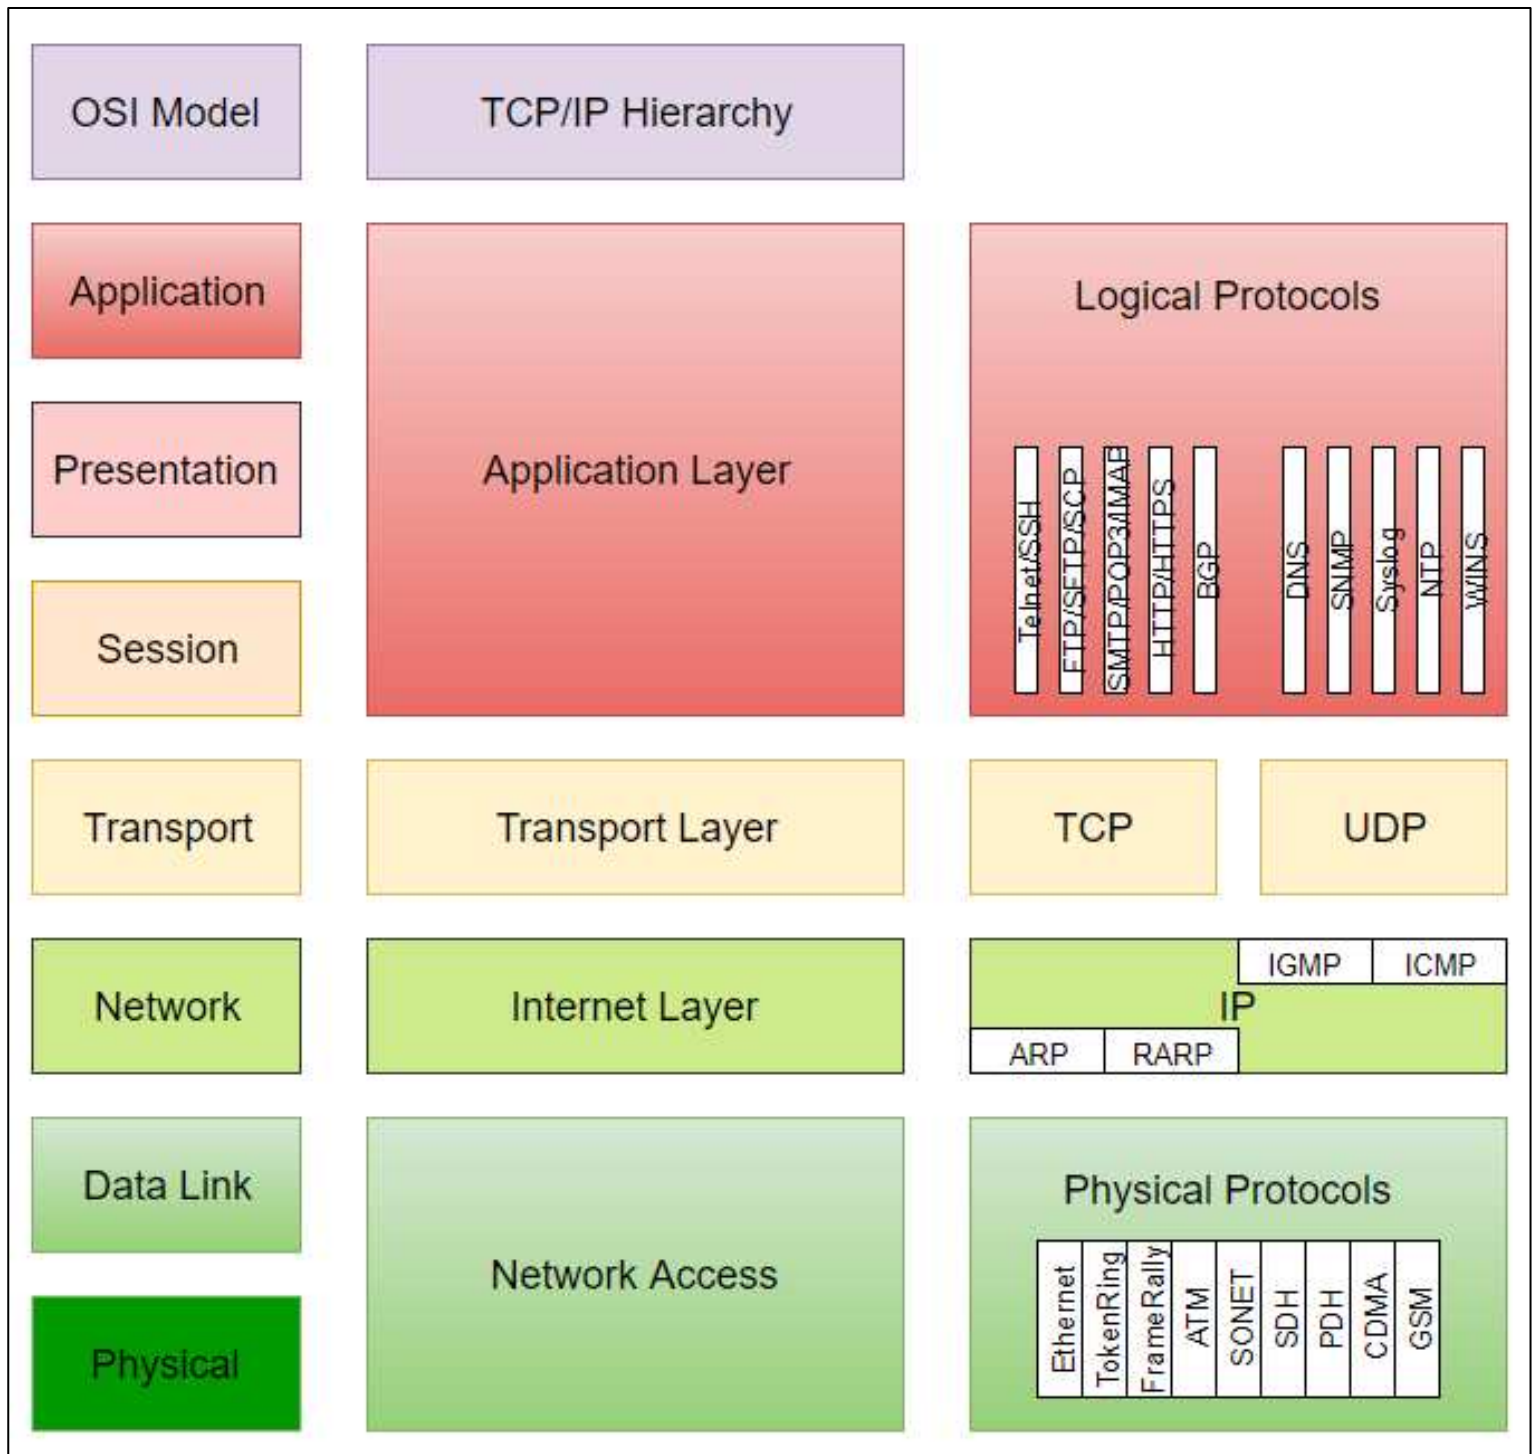 OSI Model
TCP/IP Hierarchy
Application
Presentation
Session
Application Layer
Logical Protocols
Telnet/SSH
FTP/SFTP/SCP
SMTP/POP3/IMAP
HTTP/HTTPS
BGP
DNS
SNMP
Syslog
NTP
WINS
Transport
Transport Layer
TCP
UDP
Network
Internet Layer
IGMP
ICMP
IP
ARP
RARP
Data Link
Physical
Network Access
Physical Protocols
Ethernet
TokenRing
FrameRally
ATM
SONET
SDH
PDH
CDMA
GSM